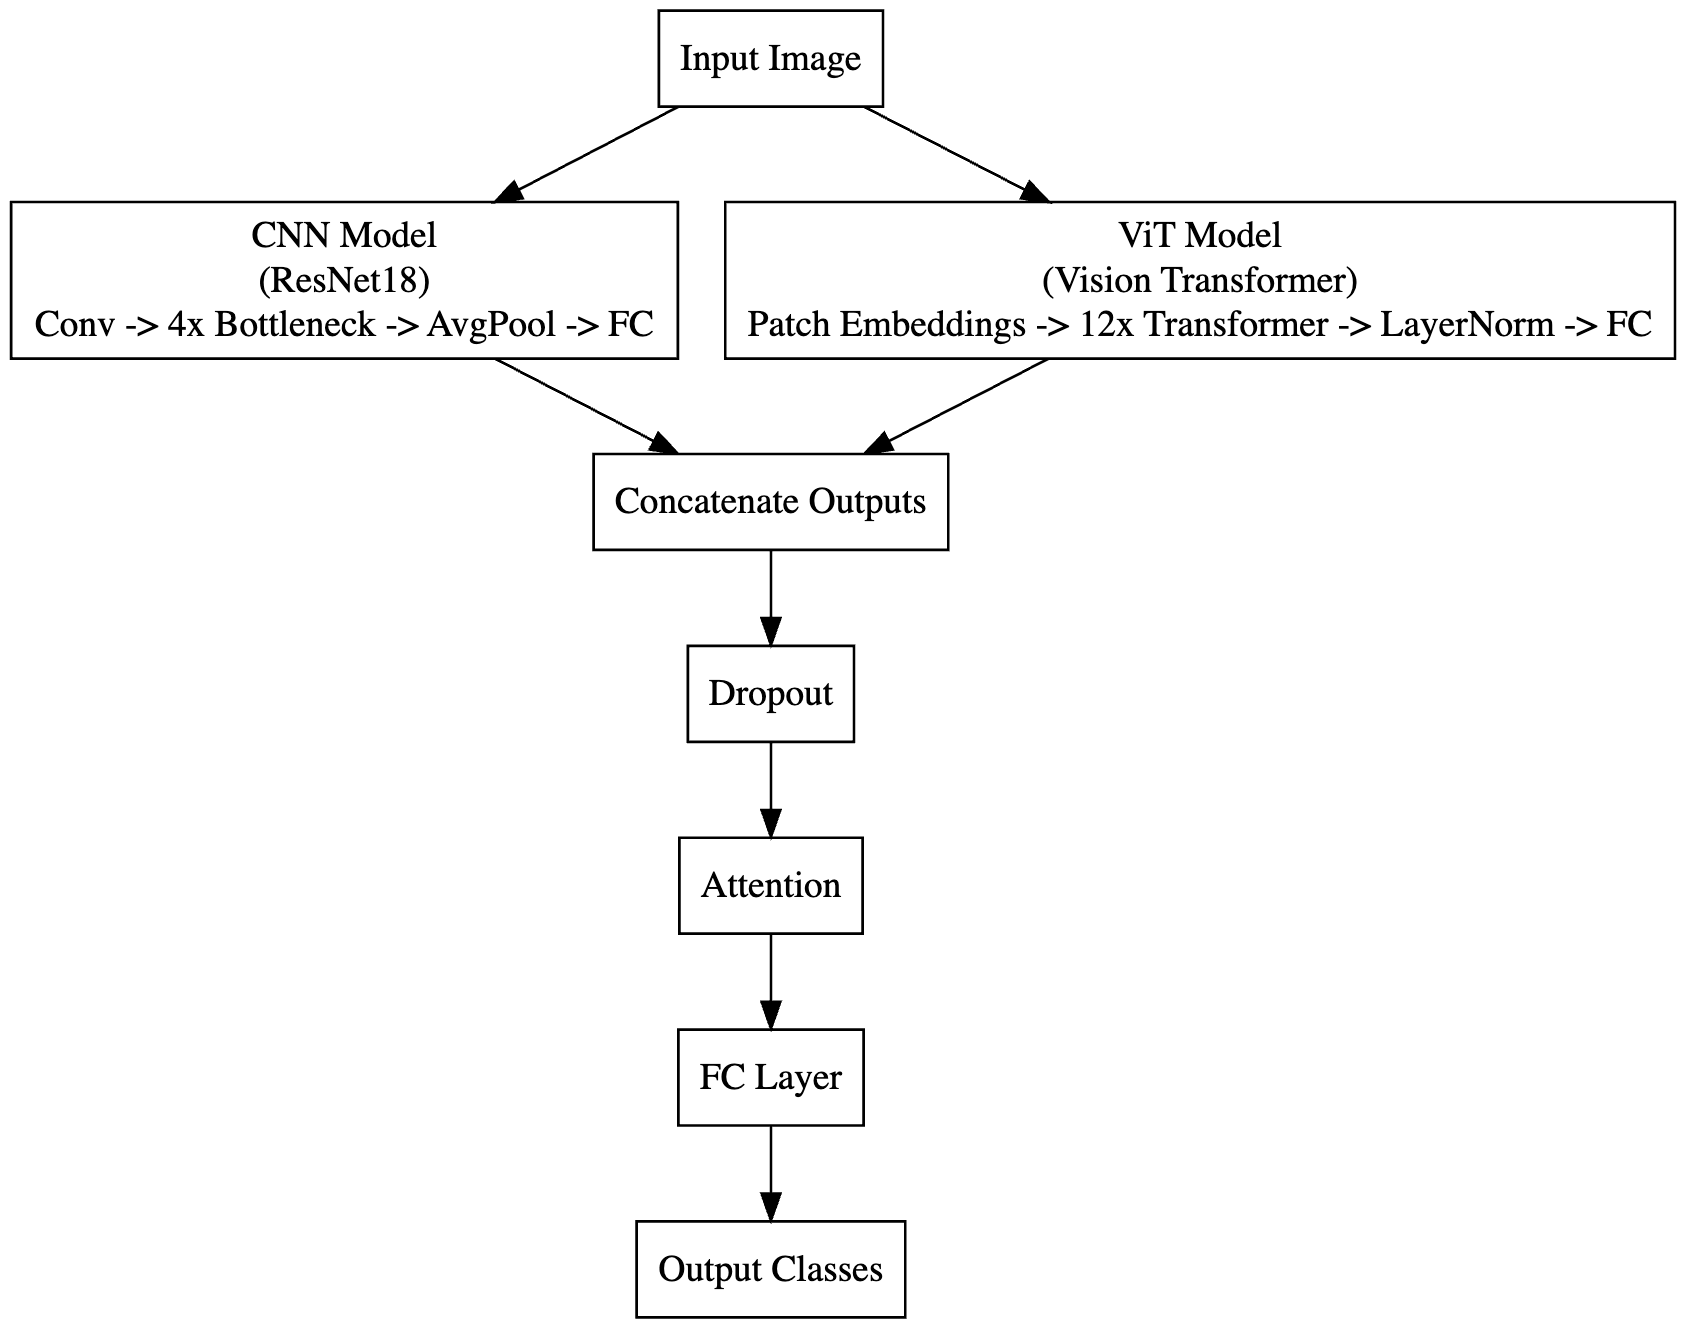 Input Image
CNN Model
(ResNet18)
Conv -> 4x Bottleneck -> AvgPool -> FC
ViT Model
(Vision Transformer)
Patch Embeddings -> 12x Transformer -> LayerNorm -> FC
Concatenate Outputs
Dropout
Attention
FC Layer
Output Classes